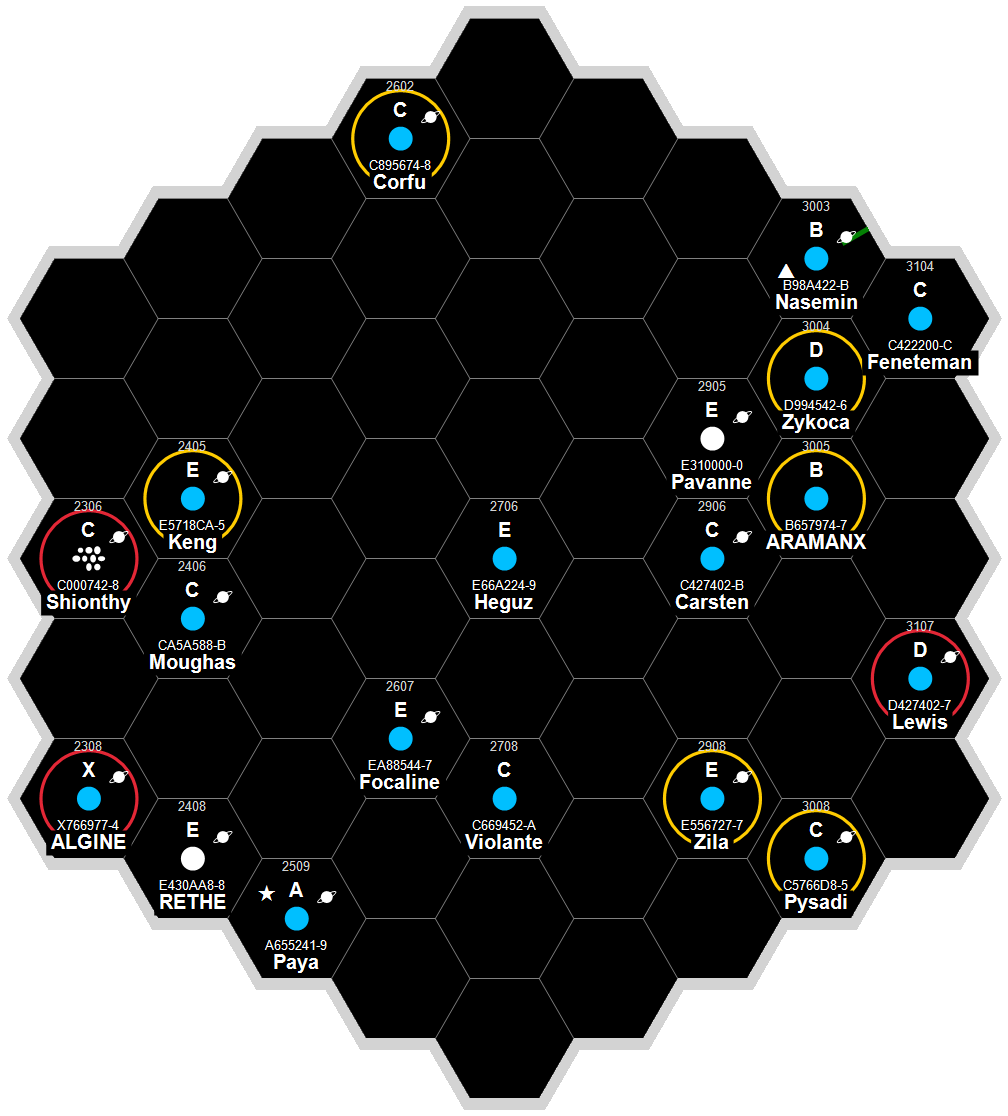 2602
C
C895674-8
Corfu
3003
B
B98A422-B
Nasemin
3104
C
C422200-C
Feneteman
3004
D
D994542-6
Zykoca
2905
E
E310000-0
Pavanne
2405
E
E5718CA-5
Keng
3005
B
B657974-7
ARAMANX
2306
C
C000742-8
Shionthy
2706
E
E66A224-9
Heguz
2906
C
C427402-B
Carsten
2406
C
CA5A588-B
Moughas
3107
D
D427402-7
Lewis
2607
E
EA88544-7
Focaline
2308
X
X766977-4
ALGINE
2708
C
C669452-A
Violante
2908
E
E556727-7
Zila
2408
E
E430AA8-8
RETHE
3008
C
C5766D8-5
Pysadi
2509
A
A655241-9
Paya